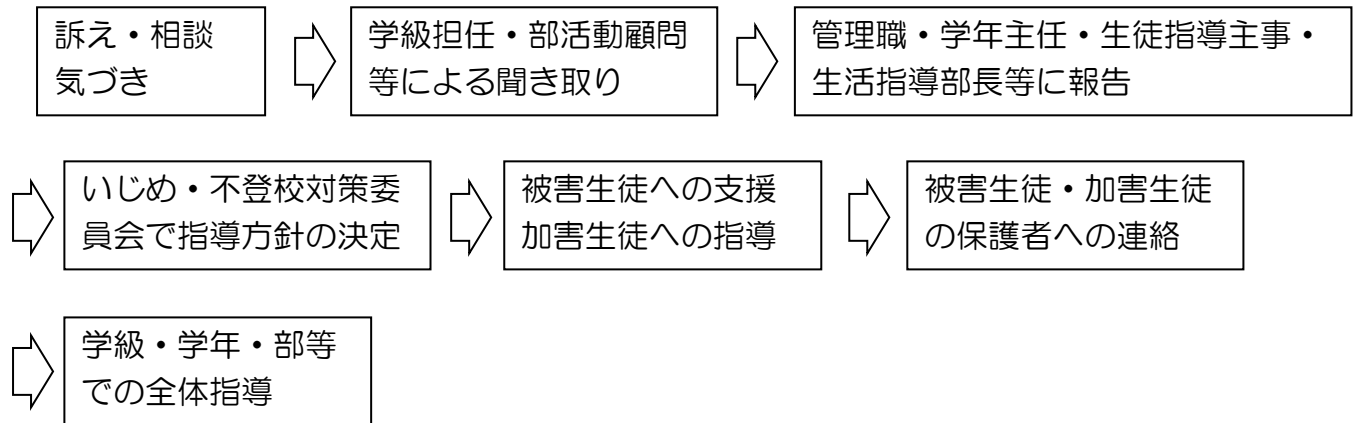 訴え・相談
気づき
学級担任・部活動顧問
等による聞き取り
管理職・学年主任・生徒指導主事・
生活指導部長等に報告
いじめ・不登校対策委
員会で指導方針の決定
被害生徒への支援
加害生徒への指導
被害生徒・加害生徒
の保護者への連絡
学級・学年・部等
での全体指導